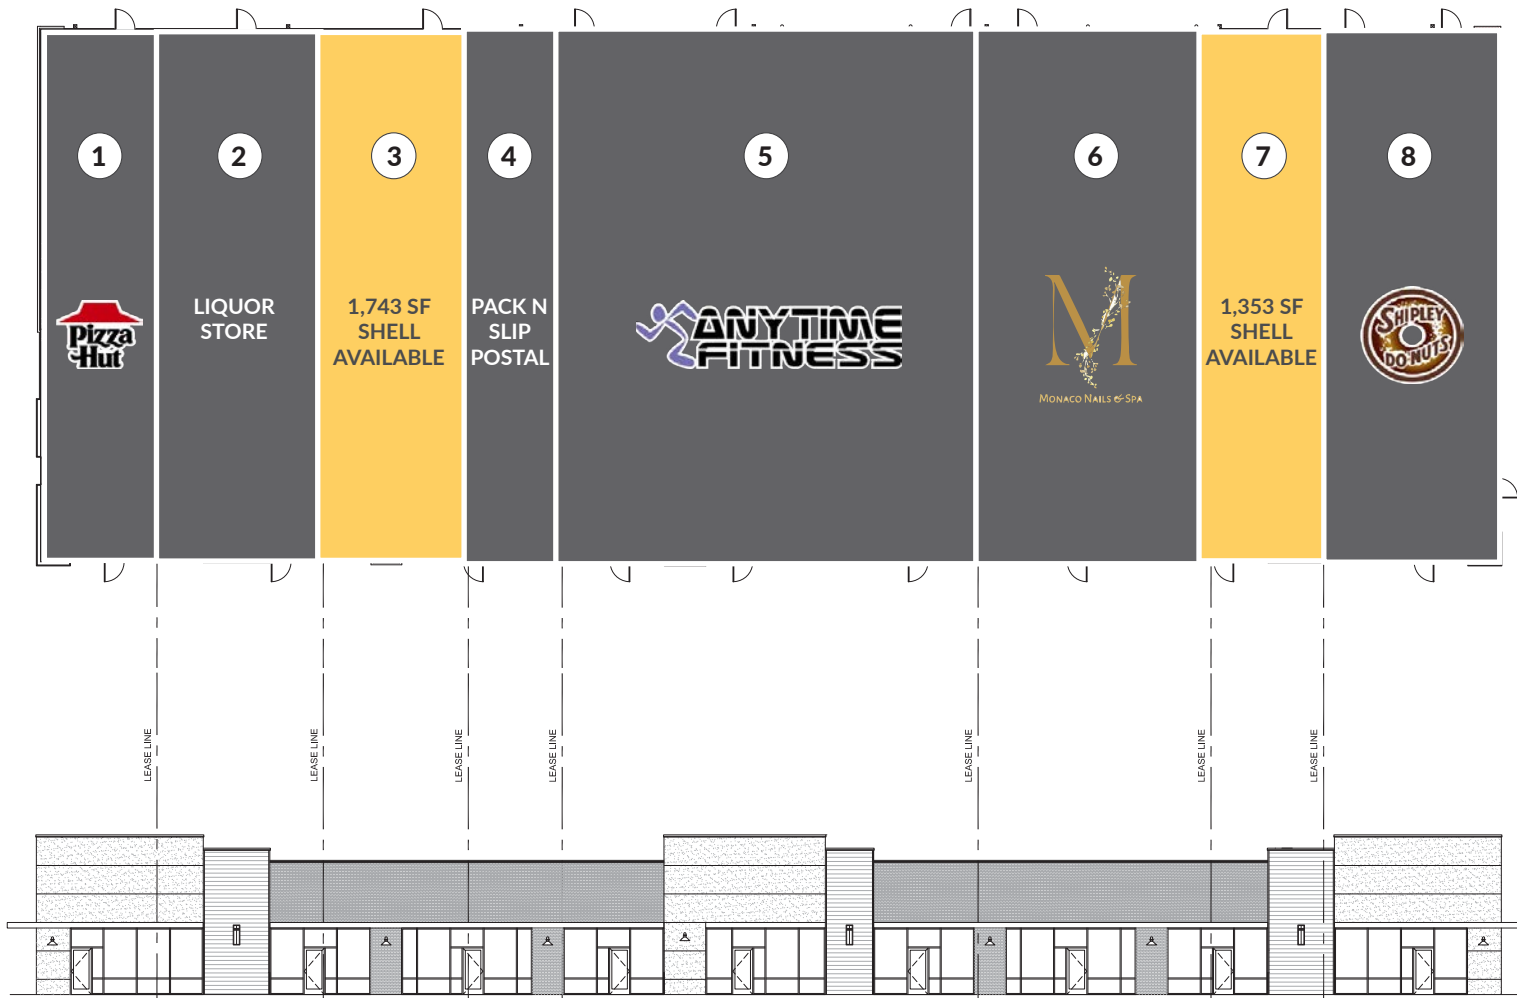 1
2
3
4
5
6
7
8
Pizza
Hut
LIQUOR
STORE
1,743 SF
SHELL
AVAILABLE
PACK N
SLIP
POSTAL
ANYTIME
FITNESS
M
MONACO NAILS & SPA
1,353 SF
SHELL
AVAILABLE
SHIPLEY
DO-NUTS
LEASE LINE
LEASE LINE
LEASE LINE
LEASE LINE
LEASE LINE
LEASE LINE
LEASE LINE